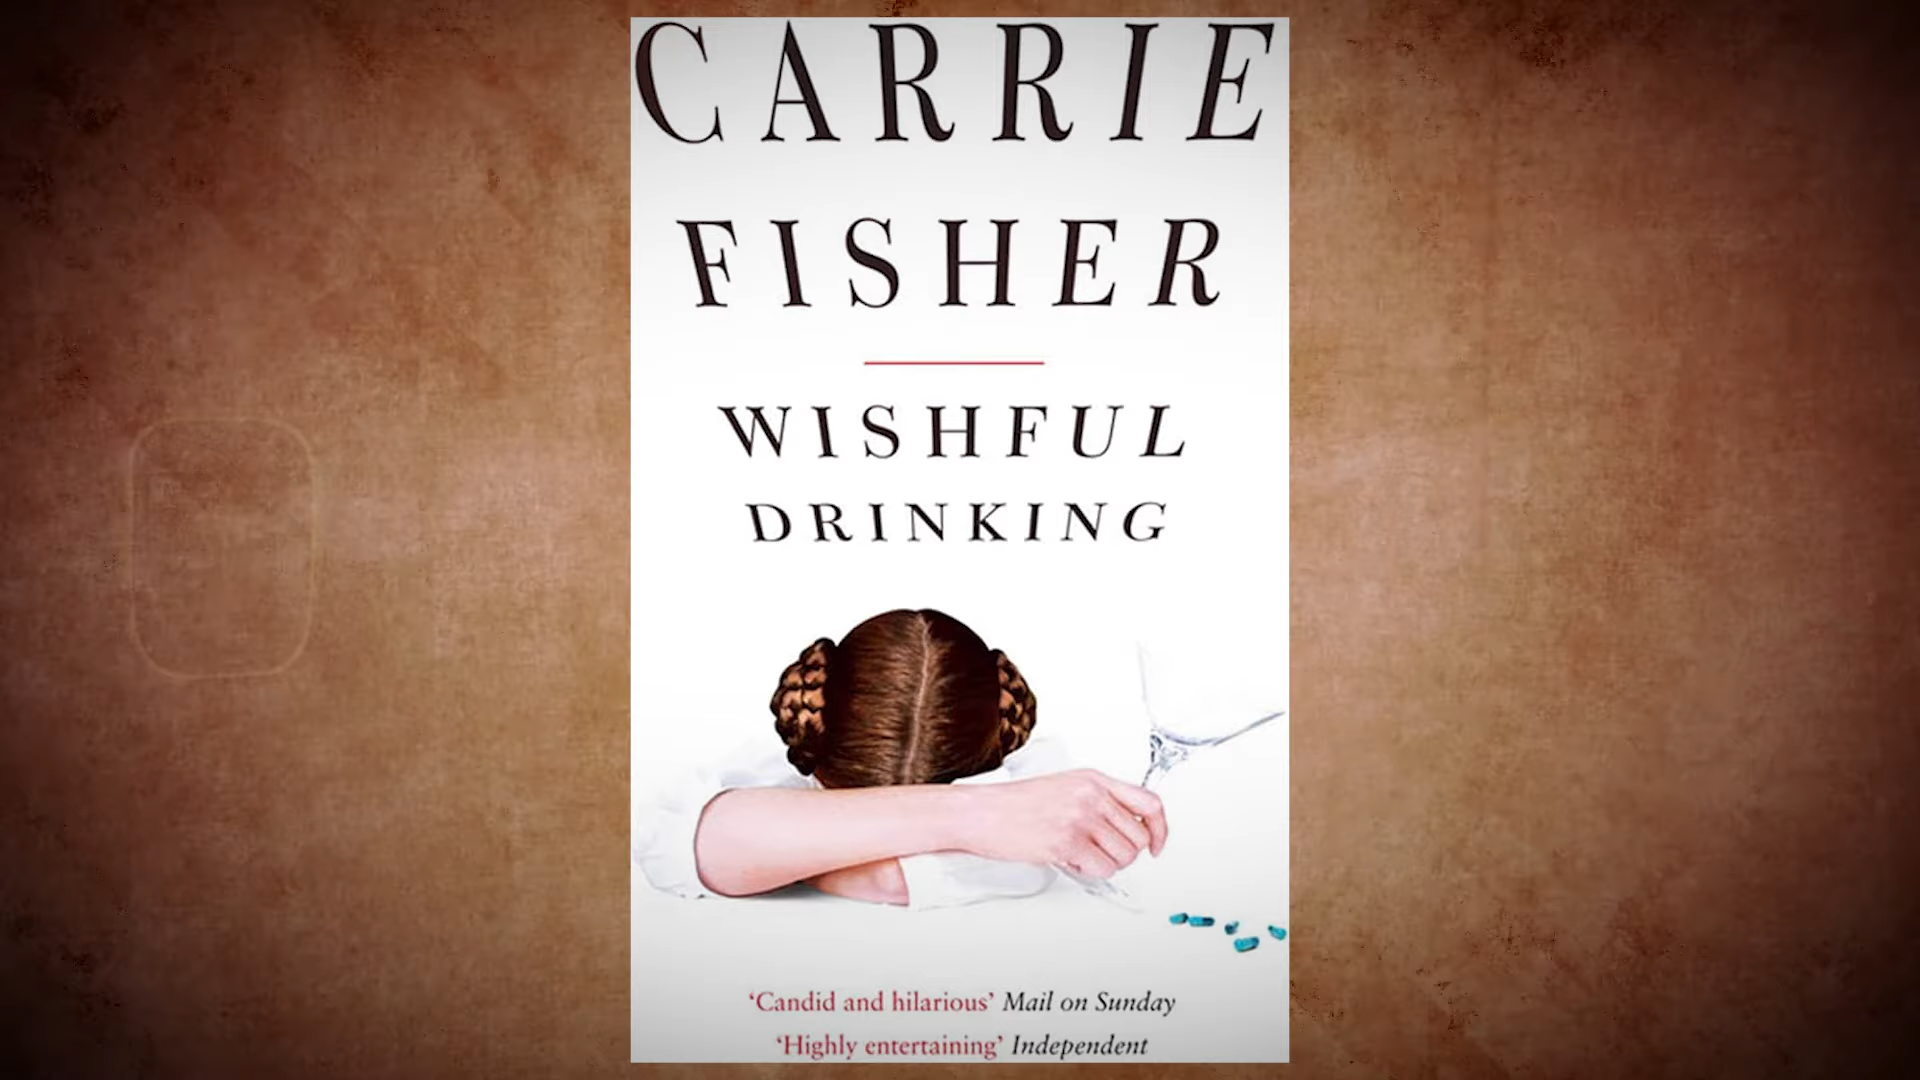 CARRIE
FISHER
WISHFUL
DRINKING
‘Candid and hilarious’ Mail on Sunday
‘Highly entertaining’ Independent